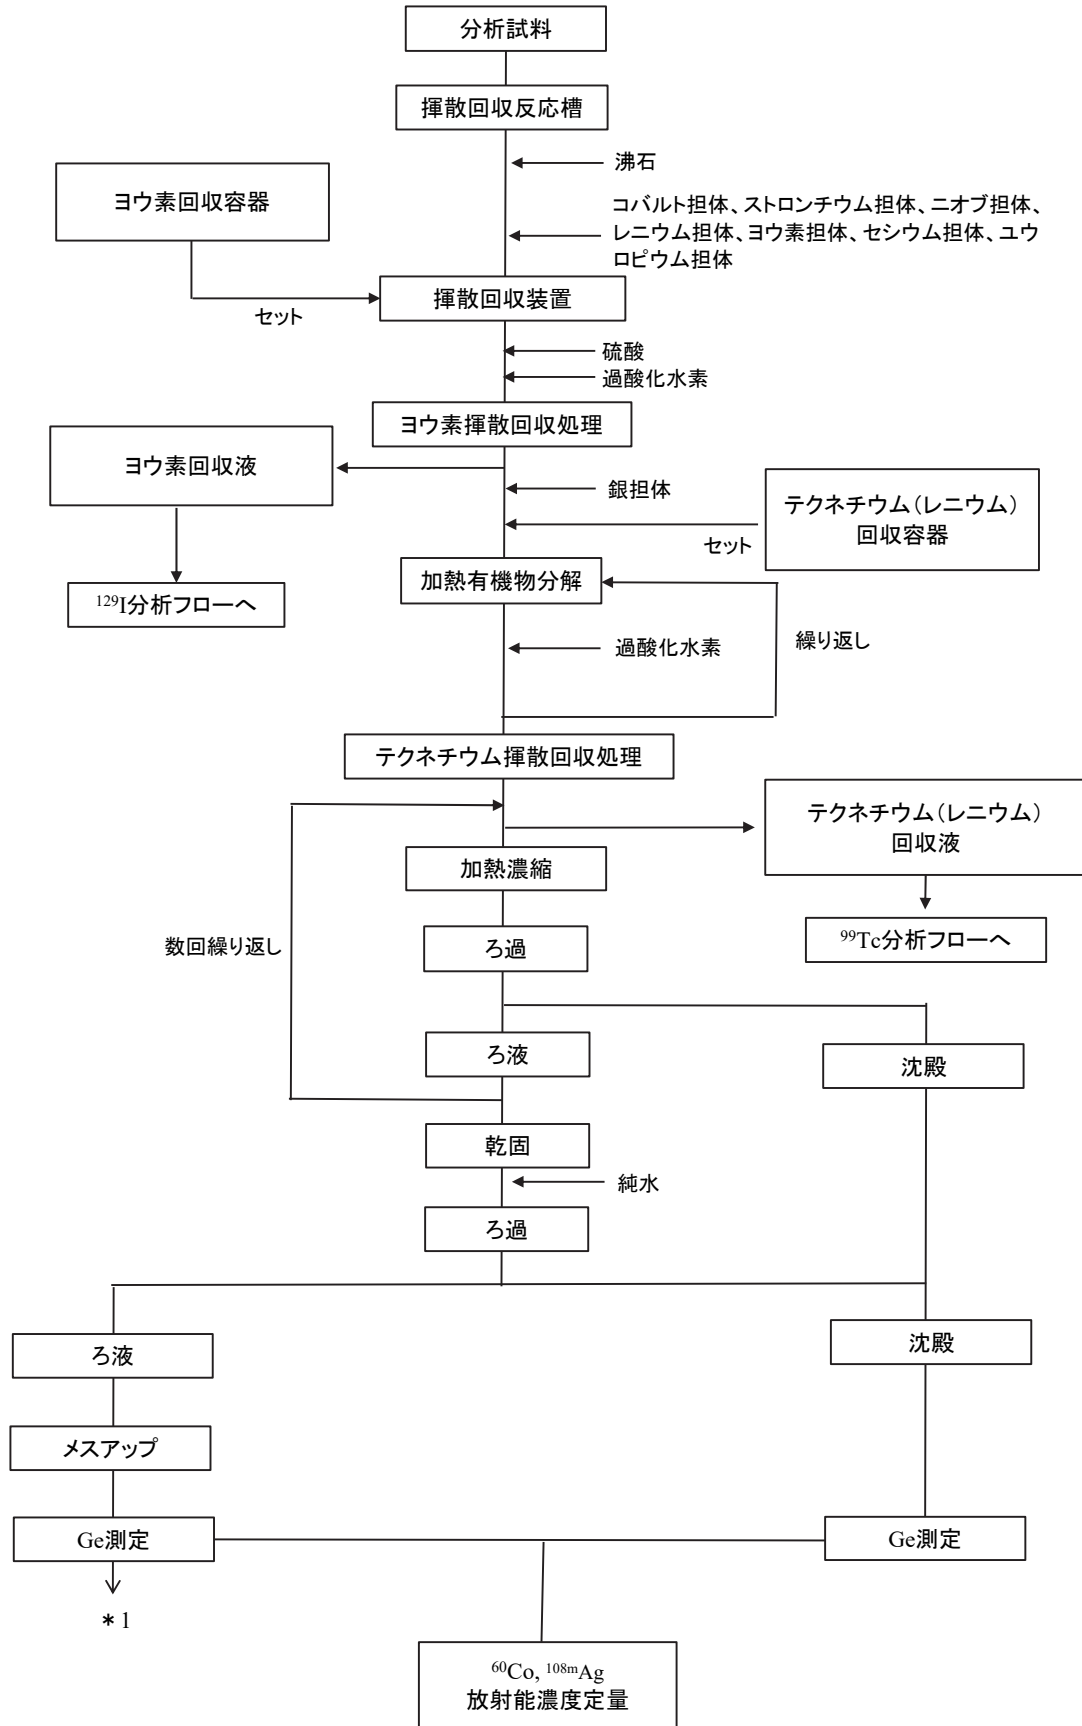 分析試料
揮散回収反応槽
沸石
ヨウ素回収容器
コバルト担体、ストロンチウム担体、ニオブ担体、
レニウム担体、ヨウ素担体、セシウム担体、ユウ
ロピウム担体
揮散回収装置
セット
硫酸
過酸化水素
ヨウ素揮散回収処理
ヨウ素回収液
銀担体
テクネチウム（レニウム）
回収容器
セット
加熱有機物分解
129I分析フローへ
過酸化水素
繰り返し
テクネチウム揮散回収処理
テクネチウム（レニウム）
回収液
加熱濃縮
99Tc分析フローへ
数回繰り返し
ろ過
ろ液
沈殿
乾固
純水
ろ過
ろ液
沈殿
メスアップ
Ge測定
Ge測定
＊1
60Co, 108mAg
放射能濃度定量